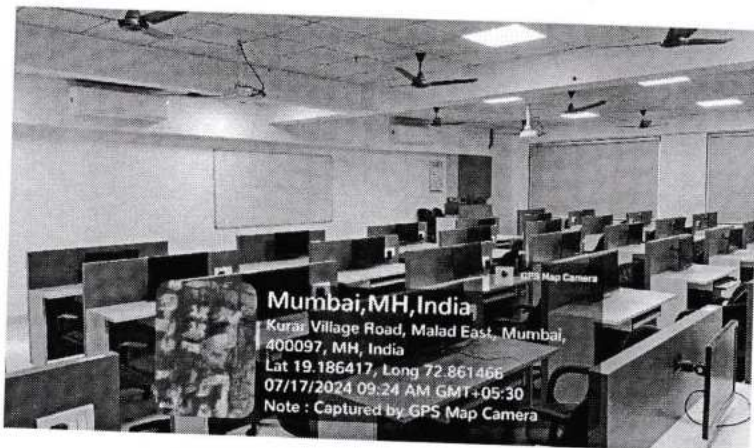 GPS Map Camera
Mumbai,MH,India
Kurar Village Road, Malad East, Mumbai,
400097, MH, India
Lat 19.186417, Long 72.861466
07/17/2024 09:24 AM GMT+05:30
Note : Captured by GPS Map Camera